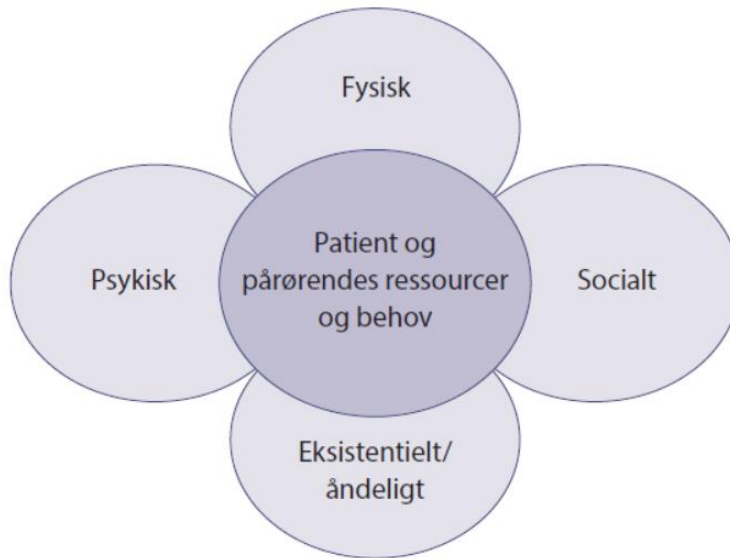 Fysisk
Psykisk
Patient og
pårørendes ressourcer
og behov
Socialt
Eksistentielt/
åndeligt